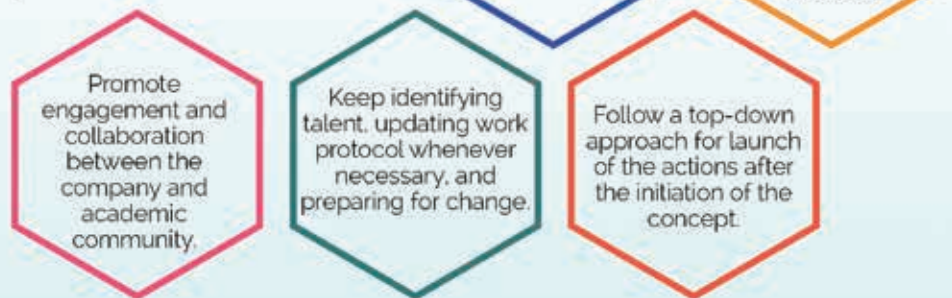 Promote
engagement and
collaboration
between the
company and
academic
community.
Keep identifying
talent, updating work
protocol whenever
necessary, and
preparing for change.
Follow a top-down
approach for launch
of the actions after
the initiation of the
concept.